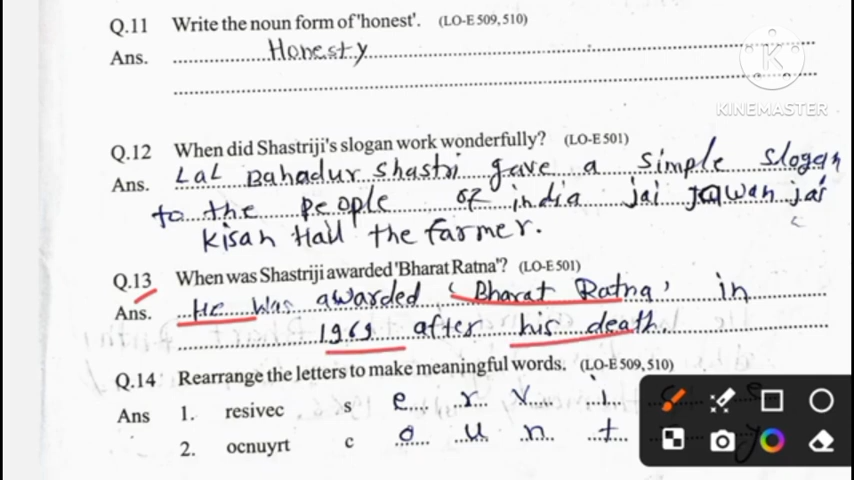 Q.11 Write the noun form of 'honest'. (LO-E 509, 510)
Ans. Honesty
KINEMASTER
Q.12 When did Shastriji's slogan work wonderfully? (LO-E 501)
Ans. Lal Bahadur Shastri gave a simple slogan
to the people of india jai jawan jai
kisan Hail the farmer.
Q.13 When was Shastriji awarded 'Bharat Ratna'? (LO-E 501)
Ans. He was awarded 'Bharat Ratna' in
after his death.
Q.14 Rearrange the letters to make meaningful words. (LO-E 509, 510)
Ans 1. resivec s e r v i
2. ocnuyrt c o u n t